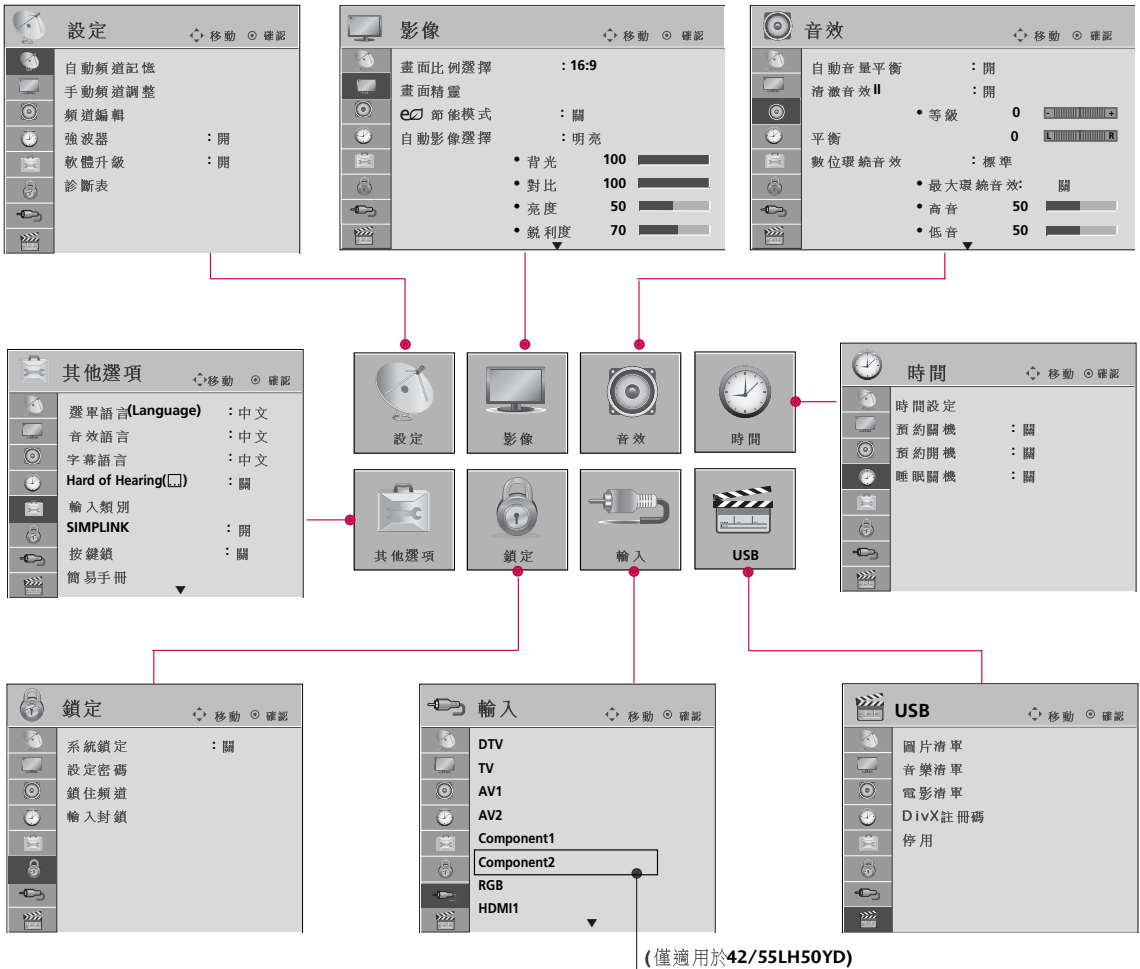 設定 移動 ⊙ 確認
自動頻道記憶
手動頻道調整
頻道編輯
強波器 : 開
軟體升級 : 開
診斷表
影像 移動 ⊙ 確認
畫面比例選擇 : 16:9
畫面精靈
e 節能模式 : 關
自動影像選擇 : 明亮
• 背光 100
• 對比 100
• 亮度 50
• 銳利度 70
▼
音效 移動 ⊙ 確認
自動音量平衡 : 開
清澈音效II : 開
• 等級 0 - +
平衡 0 L R
數位環繞音效 : 標準
• 最大環繞音效: 關
• 高音 50
• 低音 50
▼
其他選項 移動 ⊙ 確認
選單語言(Language) : 中文
音效語言 : 中文
字幕語言 : 中文
Hard of Hearing( ) : 關
輸入類別
SIMPLINK : 開
按鍵鎖 : 關
簡易手冊
▼
設定
影像
音效
時間
其他選項
鎖定
輸入
USB
時間 移動 ⊙ 確認
時間設定
預約關機 : 關
預約開機 : 關
睡眠關機 : 關
鎖定 移動 ⊙ 確認
系統鎖定 : 關
設定密碼
鎖住頻道
輸入封鎖
輸入 移動 ⊙ 確認
DTV
TV
AV1
AV2
Component1
Component2
RGB
HDMI1
▼
(僅適用於42/55LH50YD)
USB 移動 ⊙ 確認
圖片清單
音樂清單
電影清單
DivX註冊碼
停用